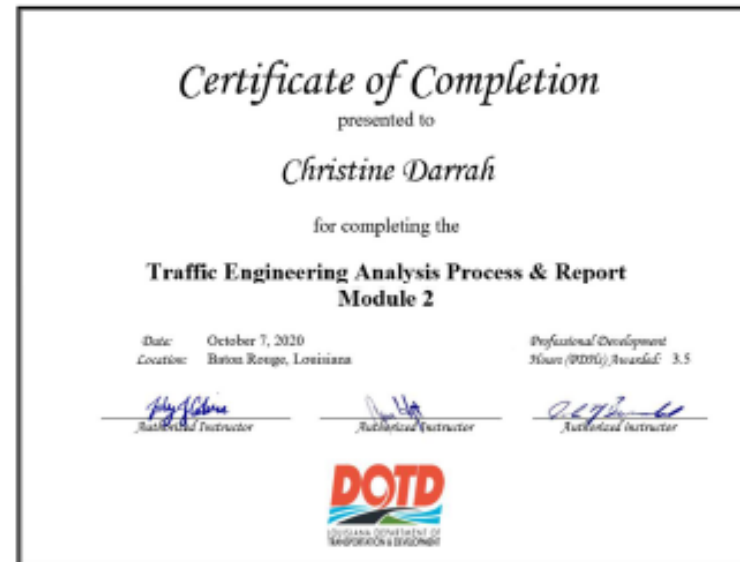 Certificate of Completion
presented to
Christine Darrah
for completing the
Traffic Engineering Analysis Process & Report
Module 2
Date: October 7, 2020
Location: Baton Rouge, Louisiana
Professional Development
Hours (PDHs) Awarded: 3.5
Authorized Instructor
Authorized Instructor
Authorized Instructor
DOTD
LOUISIANA DEPARTMENT OF
TRANSPORTATION & DEVELOPMENT